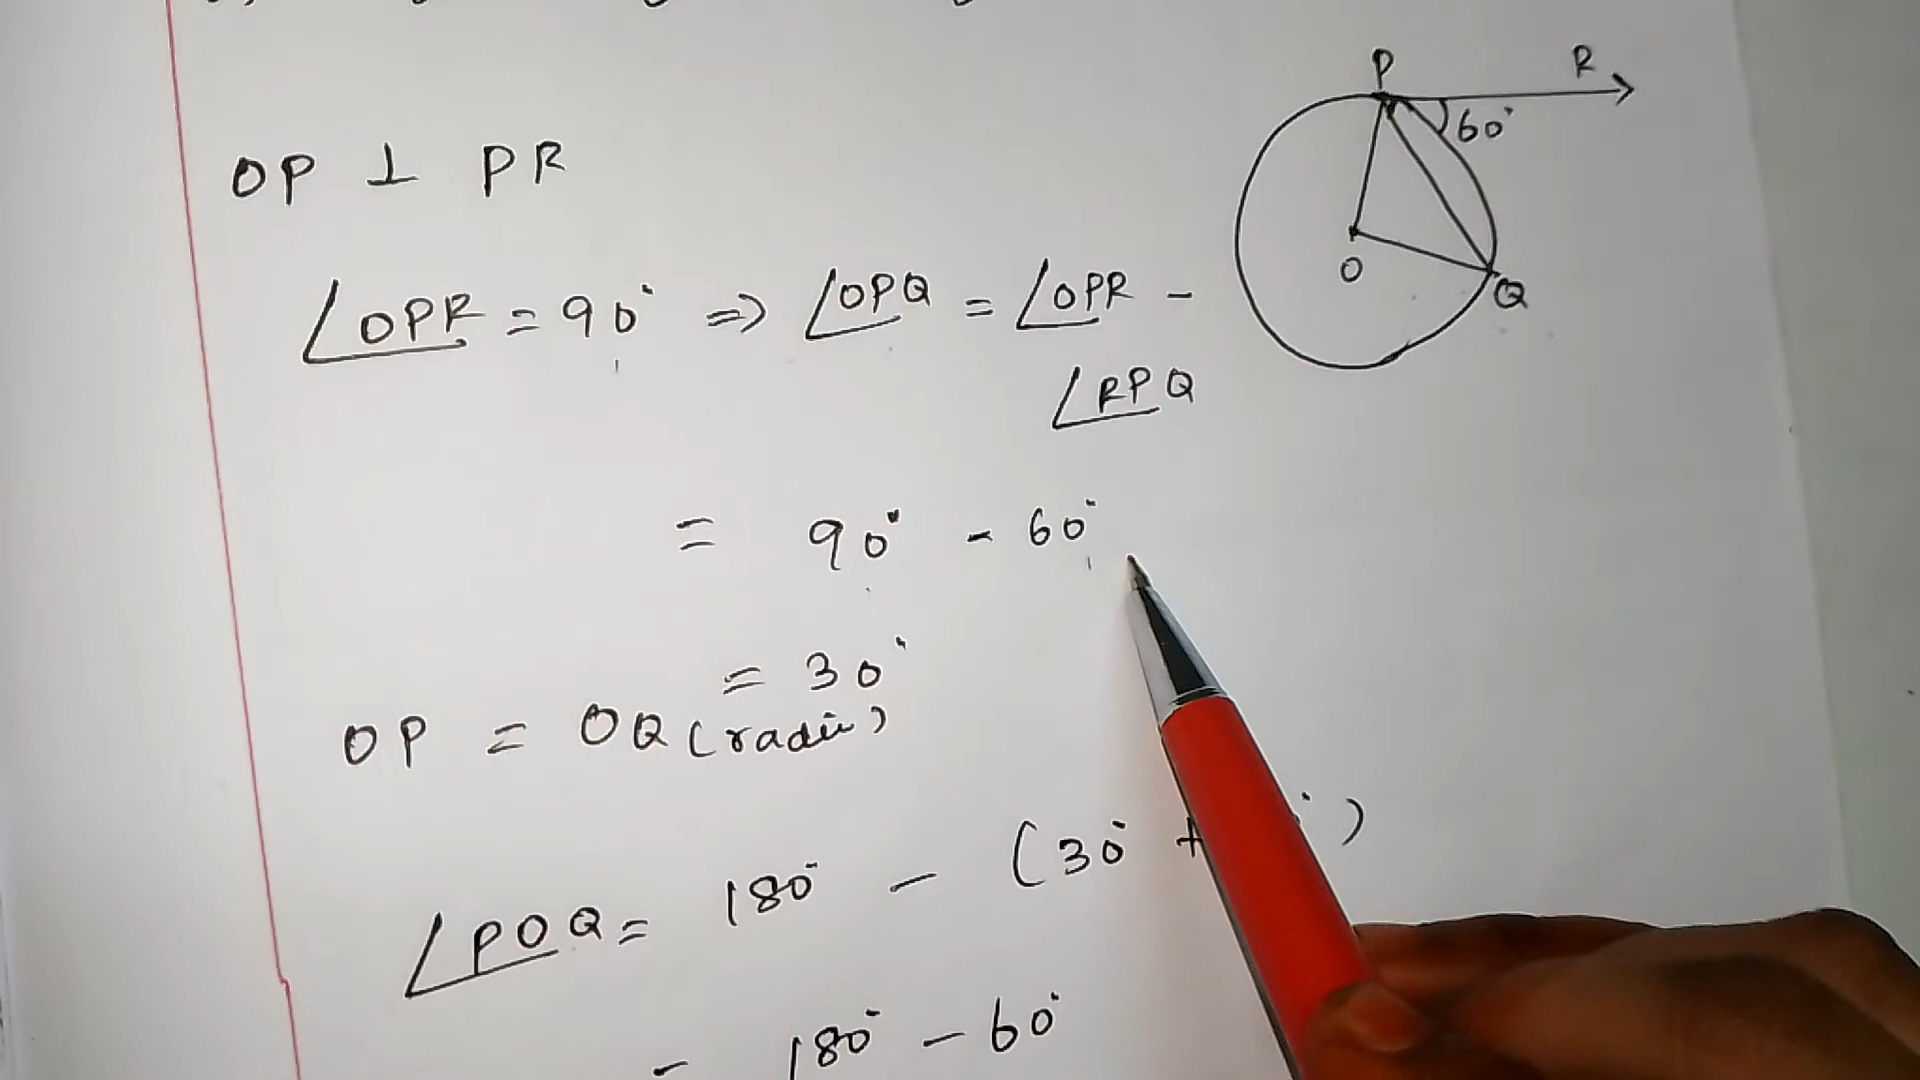 OP ⊥ PR
∠OPR = 90° => ∠OPQ = ∠OPR -
∠RPQ
= 90° - 60°
= 30°
OP = OQ (radii)
∠POQ = 180° - (30° + )
180° - 60°
P
R
60°
O
Q